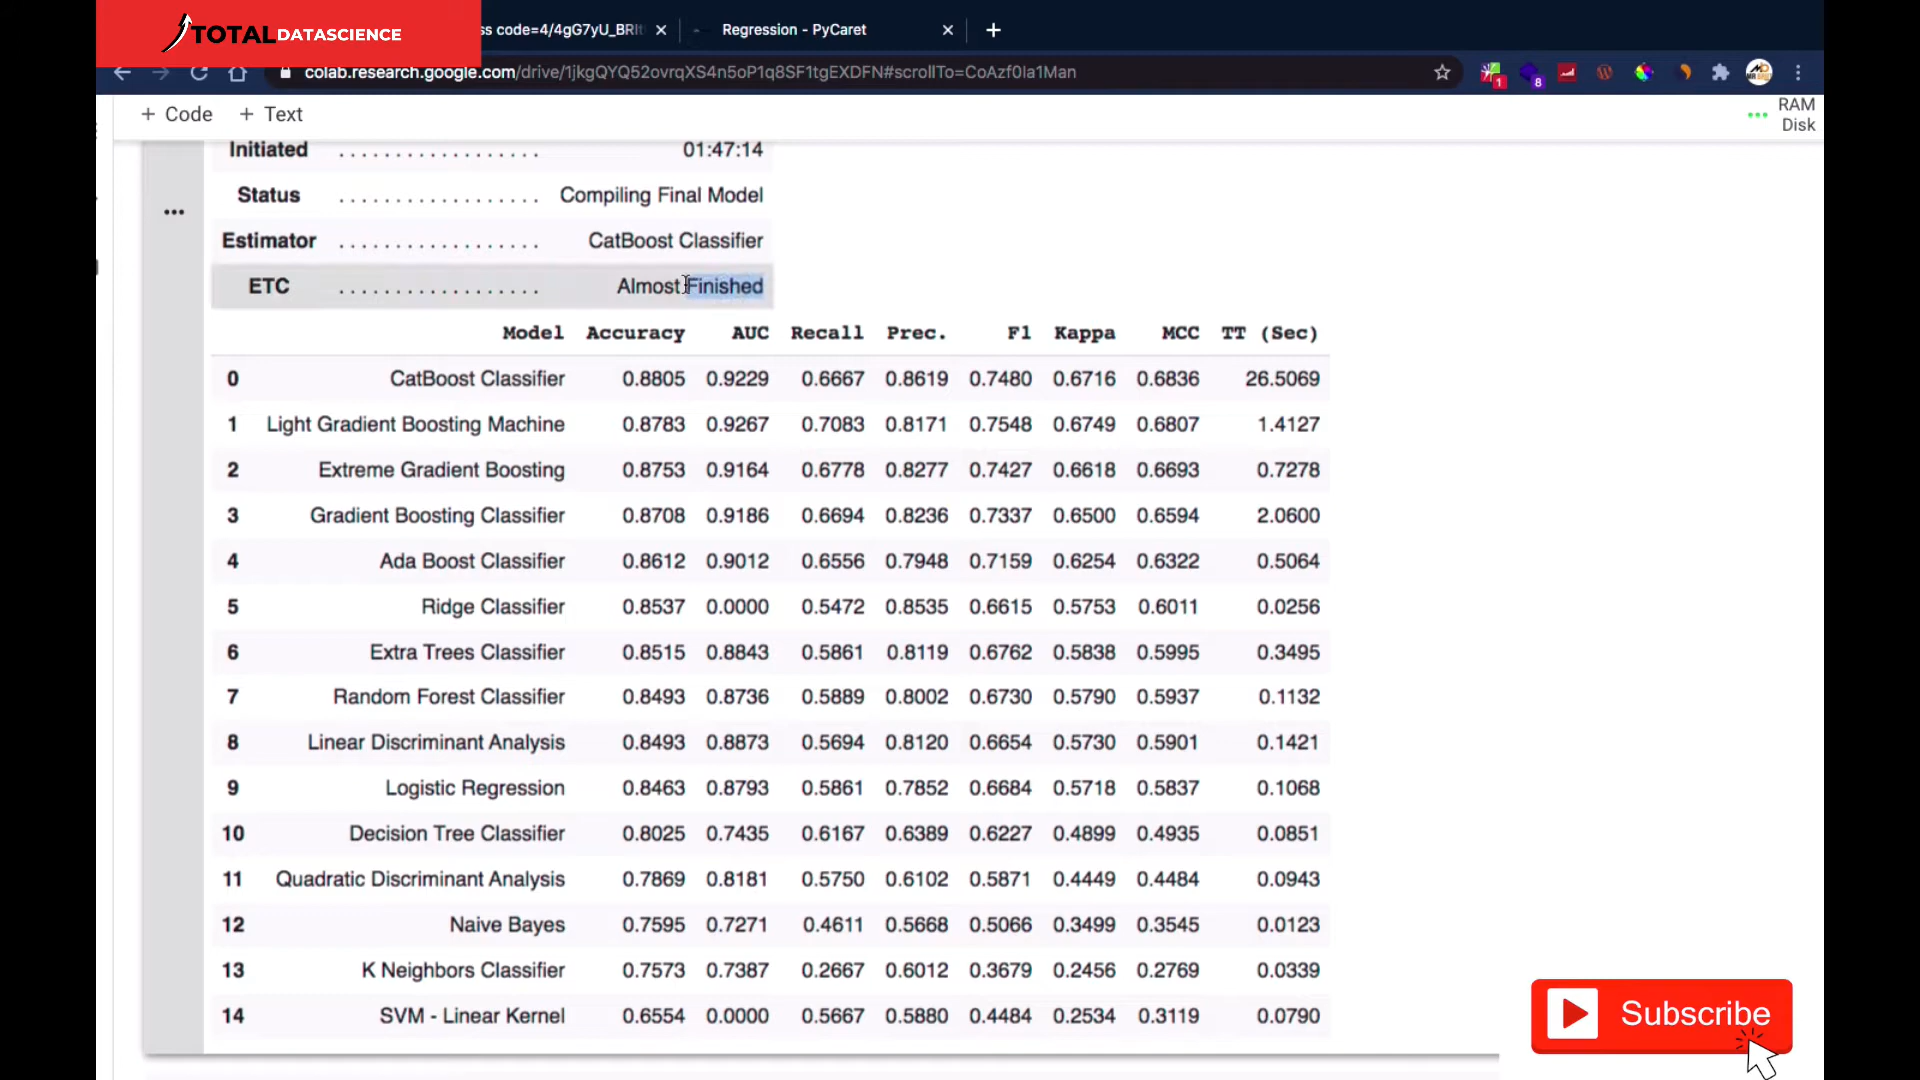 TOTAL DATASCIENCE
ss code=4/4gG7yU_BRIt
Regression - PyCaret
colab.research.google.com/drive/1jkgQYQ52ovrqXS4n5oP1q8SF1tgEXDFN#scrollTo=CoAzf0Ia1Man
1
8
+ Code + Text
RAM
Disk
Initiated . . . . . . . . . . . . . . . . . . 01:47:14
Status . . . . . . . . . . . . . . . . . . Compiling Final Model
Estimator . . . . . . . . . . . . . . . . . . CatBoost Classifier
ETC . . . . . . . . . . . . . . . . . . Almost Finished
Model Accuracy AUC Recall Prec. F1 Kappa MCC TT (Sec)
0 CatBoost Classifier 0.8805 0.9229 0.6667 0.8619 0.7480 0.6716 0.6836 26.5069
1 Light Gradient Boosting Machine 0.8783 0.9267 0.7083 0.8171 0.7548 0.6749 0.6807 1.4127
2 Extreme Gradient Boosting 0.8753 0.9164 0.6778 0.8277 0.7427 0.6618 0.6693 0.7278
3 Gradient Boosting Classifier 0.8708 0.9186 0.6694 0.8236 0.7337 0.6500 0.6594 2.0600
4 Ada Boost Classifier 0.8612 0.9012 0.6556 0.7948 0.7159 0.6254 0.6322 0.5064
5 Ridge Classifier 0.8537 0.0000 0.5472 0.8535 0.6615 0.5753 0.6011 0.0256
6 Extra Trees Classifier 0.8515 0.8843 0.5861 0.8119 0.6762 0.5838 0.5995 0.3495
7 Random Forest Classifier 0.8493 0.8736 0.5889 0.8002 0.6730 0.5790 0.5937 0.1132
8 Linear Discriminant Analysis 0.8493 0.8873 0.5694 0.8120 0.6654 0.5730 0.5901 0.1421
9 Logistic Regression 0.8463 0.8793 0.5861 0.7852 0.6684 0.5718 0.5837 0.1068
10 Decision Tree Classifier 0.8025 0.7435 0.6167 0.6389 0.6227 0.4899 0.4935 0.0851
11 Quadratic Discriminant Analysis 0.7869 0.8181 0.5750 0.6102 0.5871 0.4449 0.4484 0.0943
12 Naive Bayes 0.7595 0.7271 0.4611 0.5668 0.5066 0.3499 0.3545 0.0123
13 K Neighbors Classifier 0.7573 0.7387 0.2667 0.6012 0.3679 0.2456 0.2769 0.0339
14 SVM - Linear Kernel 0.6554 0.0000 0.5667 0.5880 0.4484 0.2534 0.3119 0.0790
Subscribe